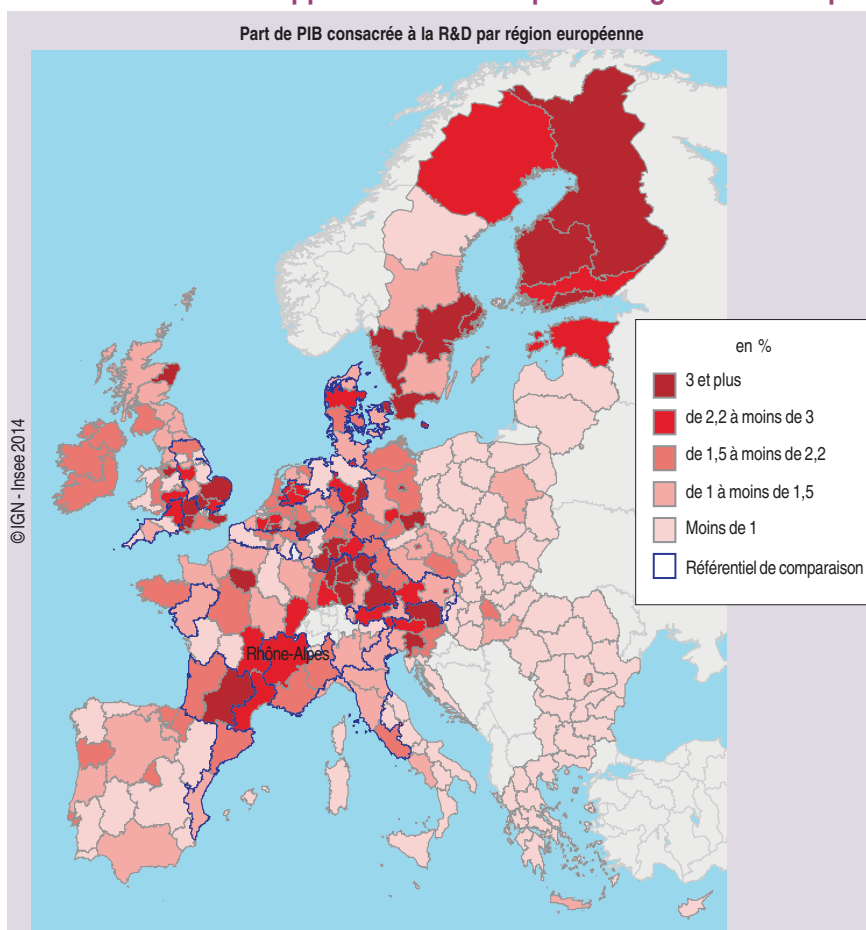 Part de PIB consacrée à la R&D par région européenne
en %
3 et plus
de 2,2 à moins de 3
de 1,5 à moins de 2,2
de 1 à moins de 1,5
Moins de 1
Référentiel de comparaison
Rhône-Alpes
©IGN - Insee 2014